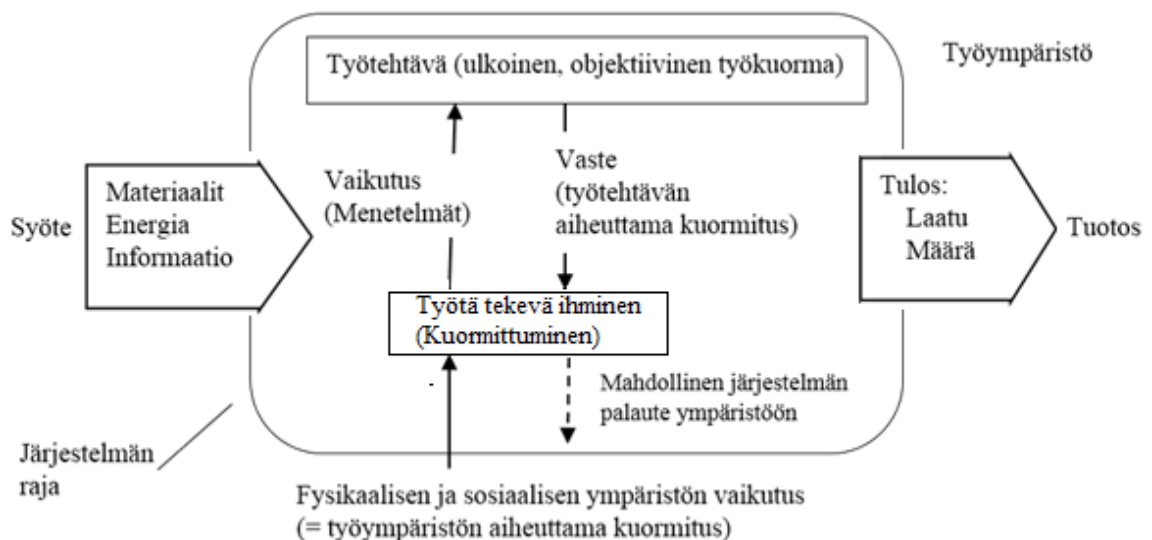 Työtehtävä (ulkoinen, objektiivinen työkuorma)
Työympäristö
Syöte
Materiaalit
Energia
Informaatio
Vaikutus
(Menetelmät)
Vaste
(työtehtävän
aiheuttama kuormitus)
Tulos:
Laatu
Määrä
Tuotos
Työtä tekevä ihminen
(Kuormittuminen)
Mahdollinen järjestelmän
palaute ympäristöön
Järjestelmän
raja
Fysikaalisen ja sosiaalisen ympäristön vaikutus
(= työympäristön aiheuttama kuormitus)